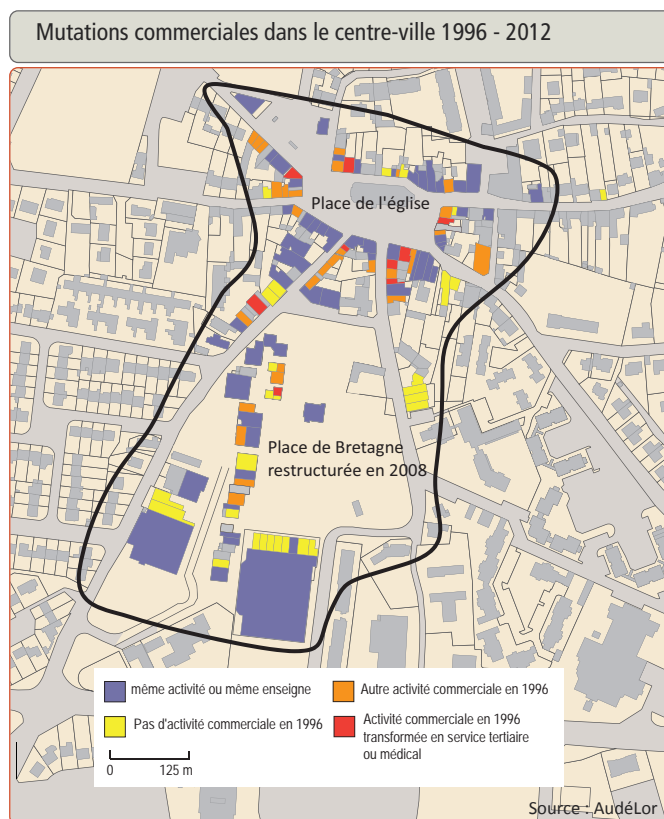 Mutations commerciales dans le centre-ville 1996 - 2012
Place de l'église
Place de Bretagne
restructurée en 2008
même activité ou même enseigne
Autre activité commerciale en 1996
Pas d'activité commerciale en 1996
Activité commerciale en 1996
transformée en service tertiaire
ou médical
0 125 m
Source : AudéLor